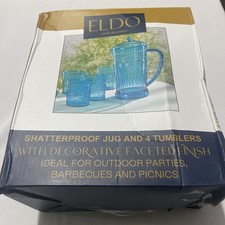 ELDO
SHATTERPROOF JUG AND 4 TUMBLERS
WITH DECORATIVE FACETED FINISH
IDEAL FOR OUTDOOR PARTIES,
BARBECUES AND PICNICS